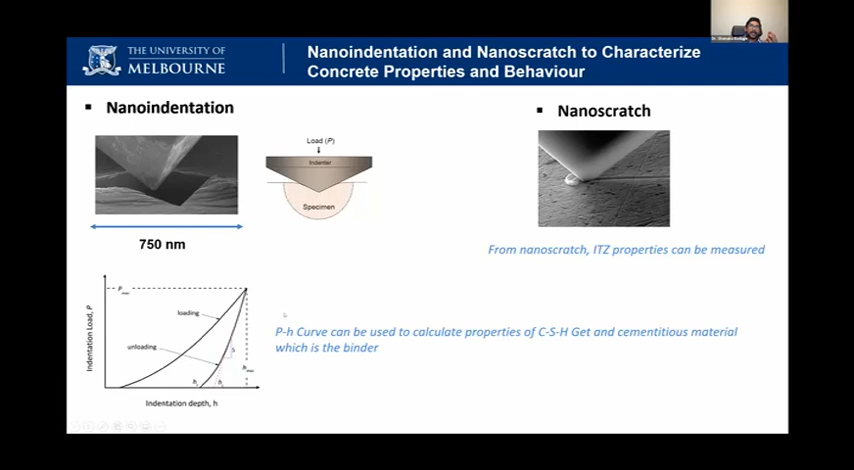 THE UNIVERSITY OF
MELBOURNE
Nanoindentation and Nanoscratch to Characterize
Concrete Properties and Behaviour
▪ Nanoindentation
▪ Nanoscratch
Load (P)
Indenter
Specimen
750 nm
From nanoscratch, ITZ properties can be measured
P max
loading
unloading
S
h max
Indentation Load, P
Indentation depth, h
P-h Curve can be used to calculate properties of C-S-H Get and cementitious material
which is the binder